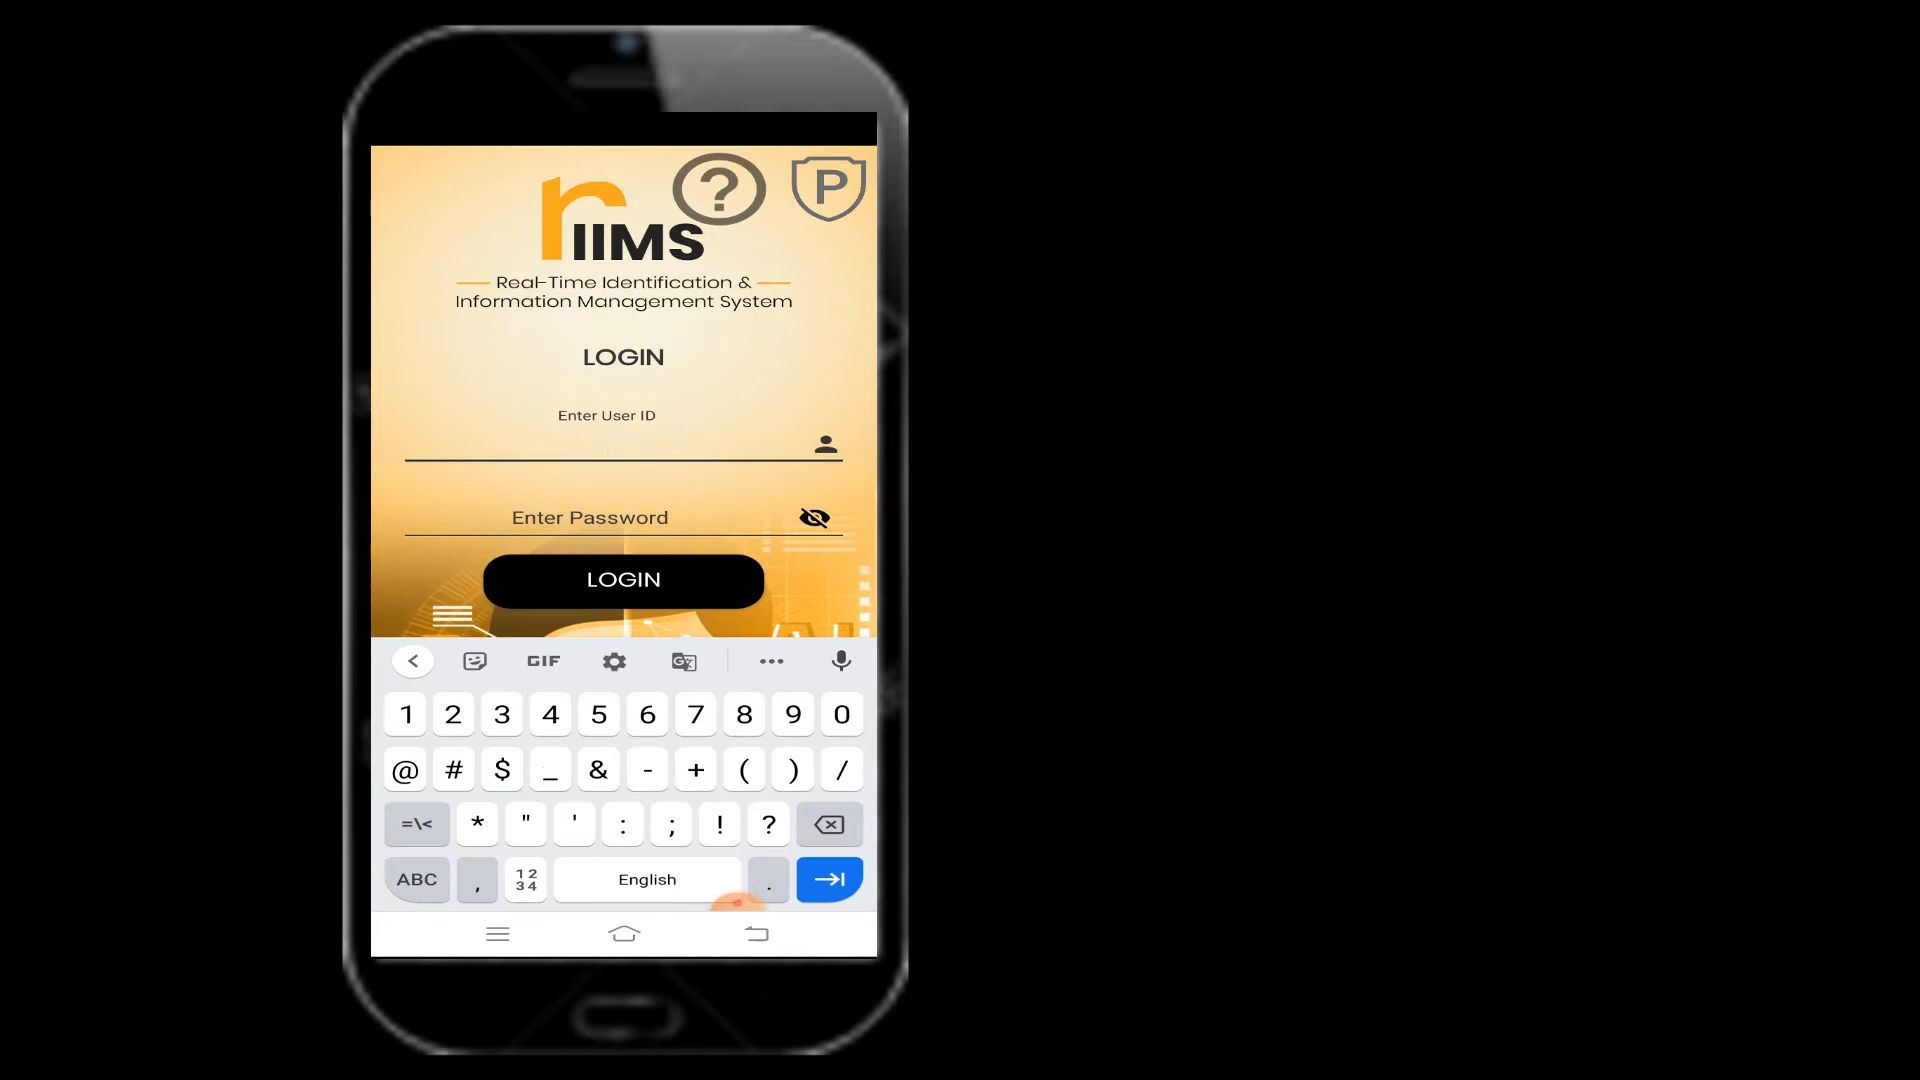 ?
P
rIIMS
Real-Time Identification &
Information Management System
LOGIN
Enter User ID
Enter Password
LOGIN
GIF
1 2 3 4 5 6 7 8 9 0
@ # $ _ & - + ( ) /
=\< * " ' : ; ! ?
ABC , 12 34 English .